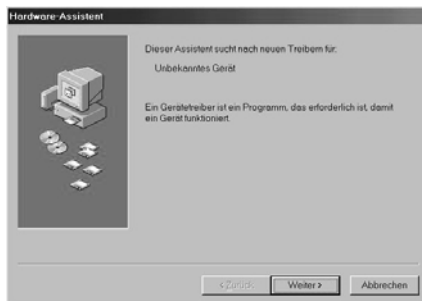 Hardware-Assistent
Dieser Assistent sucht nach neuen Treibern für:
Unbekanntes Gerät
Ein Gerätetreiber ist ein Programm, das erforderlich ist, damit
ein Gerät funktioniert.
< Zurück Weiter > Abbrechen